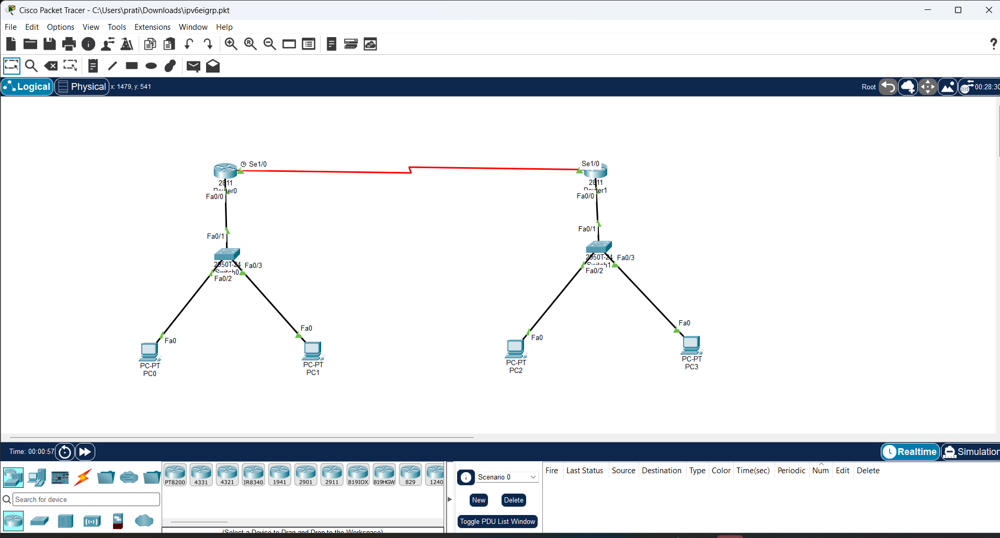 Cisco Packet Tracer - C:\Users\prati\Downloads\ipv6eigrp.pkt
File Edit Options View Tools Extensions Window Help
Logical Physical x: 1479, y: 541 Root 00:28:30
Se1/0 Se1/0
2811 2811
Router0 Router1
Fa0/0 Fa0/0
Fa0/1 Fa0/1
2950T-24 Fa0/3 2950T-24 Fa0/3
Switch0 Switch1
Fa0/2 Fa0/2
Fa0 Fa0 Fa0 Fa0
PC-PT PC-PT PC-PT PC-PT
PC0 PC1 PC2 PC3
Time: 00:00:57 Realtime Simulation
PT8200 4331 4321 IR8340 1941 2901 2911 819IOX 819HGW 829 1240
Search for device
(Select a Device to Drag and Drop to the Workspace)
Scenario 0
New Delete
Toggle PDU List Window
Fire Last Status Source Destination Type Color Time(sec) Periodic Num Edit Delete